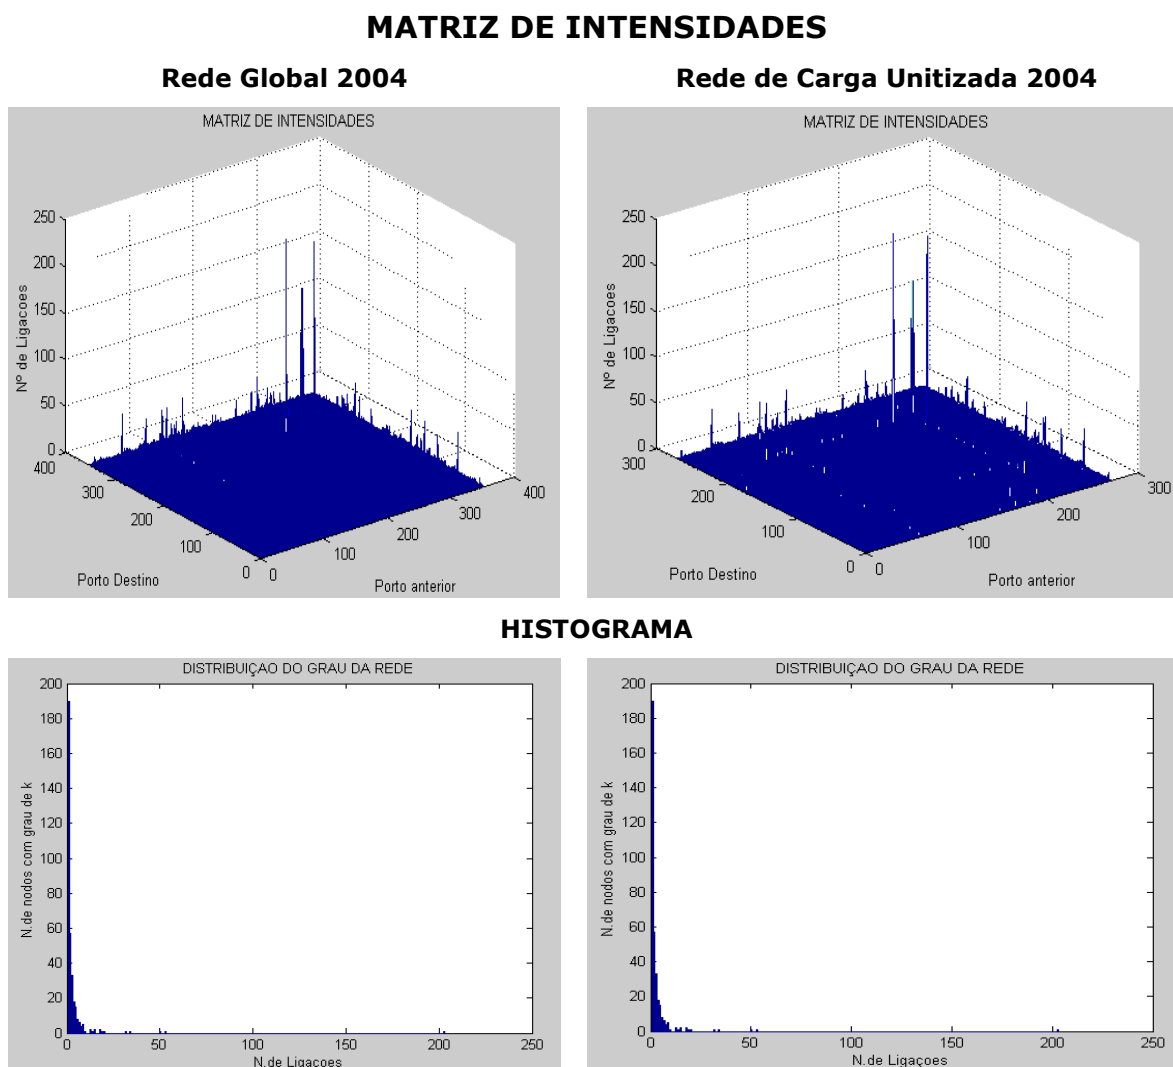 MATRIZ DE INTENSIDADES
Rede Global 2004
Rede de Carga Unitizada 2004
MATRIZ DE INTENSIDADES
Nº de Ligacoes
250
200
150
100
50
0
400
300
200
100
0
Porto Destino
0
100
200
300
400
Porto anterior
MATRIZ DE INTENSIDADES
Nº de Ligacoes
250
200
150
100
50
0
300
200
100
0
Porto Destino
0
100
200
300
Porto anterior
HISTOGRAMA
DISTRIBUIÇAO DO GRAU DA REDE
N.de nodos com grau de k
200
180
160
140
120
100
80
60
40
20
0
0 50 100 150 200 250
N.de Ligaçoes
DISTRIBUIÇAO DO GRAU DA REDE
N.de nodos com grau de k
200
180
160
140
120
100
80
60
40
20
0
0 50 100 150 200 250
N.de Ligaçoes